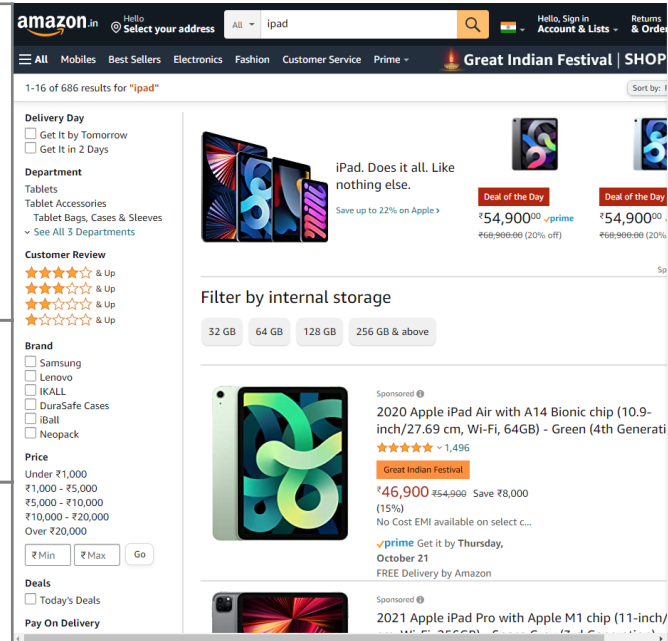 amazon.in
Hello
Select your address
All
ipad
Hello, Sign in
Account & Lists
Returns
& Orde
All
Mobiles
Best Sellers
Electronics
Fashion
Customer Service
Prime
Great Indian Festival | SHOP
1-16 of 686 results for "ipad"
Sort by:
Delivery Day
Get It by Tomorrow
Get It in 2 Days
Department
Tablets
Tablet Accessories
Tablet Bags, Cases & Sleeves
See All 3 Departments
Customer Review
& Up
& Up
& Up
& Up
Brand
Samsung
Lenovo
IKALL
DuraSafe Cases
iBall
Neopack
Price
Under ₹1,000
₹1,000 - ₹5,000
₹5,000 - ₹10,000
₹10,000 - ₹20,000
Over ₹20,000
₹ Min
₹ Max
Go
Deals
Today's Deals
Pay On Delivery
iPad. Does it all. Like
nothing else.
Save up to 22% on Apple ›
Deal of the Day
₹54,900⁰⁰ prime
₹68,900.00 (20% off)
Deal of the Day
₹54,900⁰⁰
₹68,900.00 (20%
Sp
Filter by internal storage
32 GB
64 GB
128 GB
256 GB & above
Sponsored
2020 Apple iPad Air with A14 Bionic chip (10.9-
inch/27.69 cm, Wi-Fi, 64GB) - Green (4th Generati
1,496
Great Indian Festival
₹46,900 ₹54,900 Save ₹8,000
(15%)
No Cost EMI available on select c...
prime Get it by Thursday,
October 21
FREE Delivery by Amazon
Sponsored
2021 Apple iPad Pro with Apple M1 chip (11-inch/